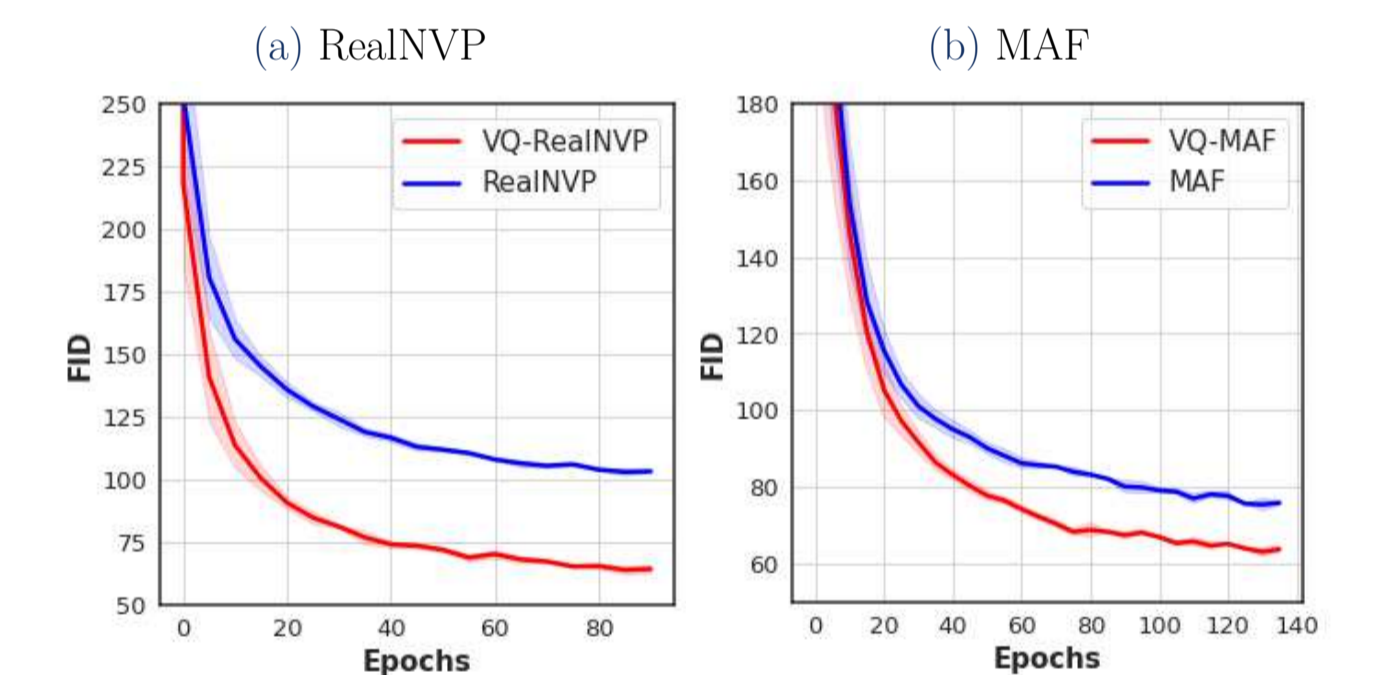 (a) RealNVP
(b) MAF
250
225
200
175
150
125
100
75
50
FID
VQ-RealNVP
RealNVP
0 20 40 60 80
Epochs
180
160
140
120
100
80
60
FID
VQ-MAF
MAF
0 20 40 60 80 100 120 140
Epochs